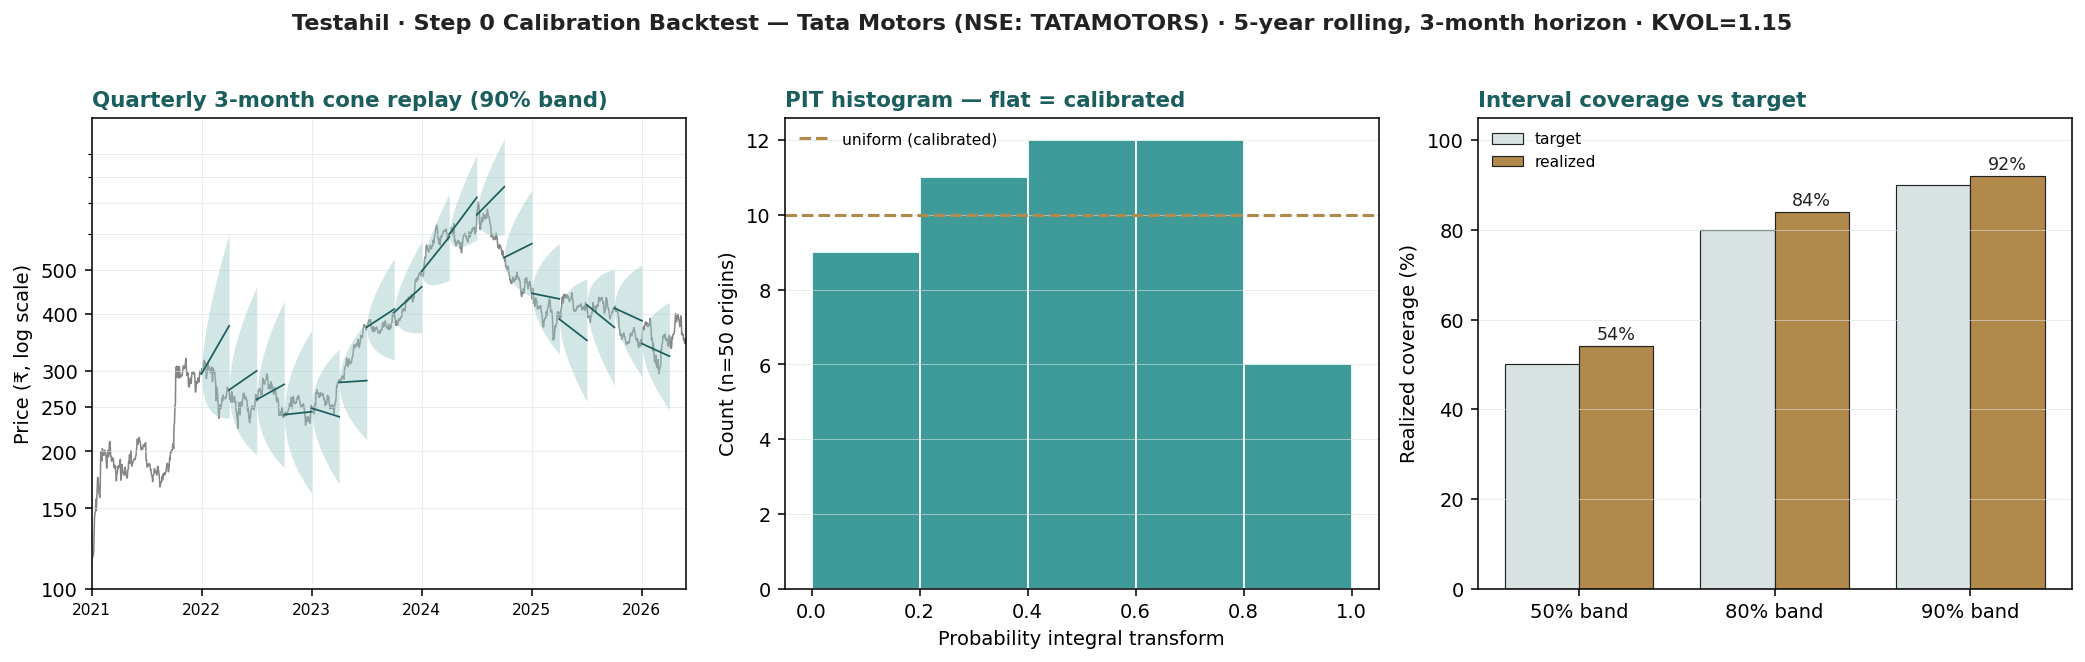 Testahil · Step 0 Calibration Backtest — Tata Motors (NSE: TATAMOTORS) · 5-year rolling, 3-month horizon · KVOL=1.15
Quarterly 3-month cone replay (90% band)
Price (₹, log scale)
500
400
300
250
200
150
100
2021 2022 2023 2024 2025 2026
PIT histogram — flat = calibrated
uniform (calibrated)
Count (n=50 origins)
12
10
8
6
4
2
0
0.0 0.2 0.4 0.6 0.8 1.0
Probability integral transform
Interval coverage vs target
target
realized
Realized coverage (%)
100
80
60
40
20
0
54%
84%
92%
50% band 80% band 90% band